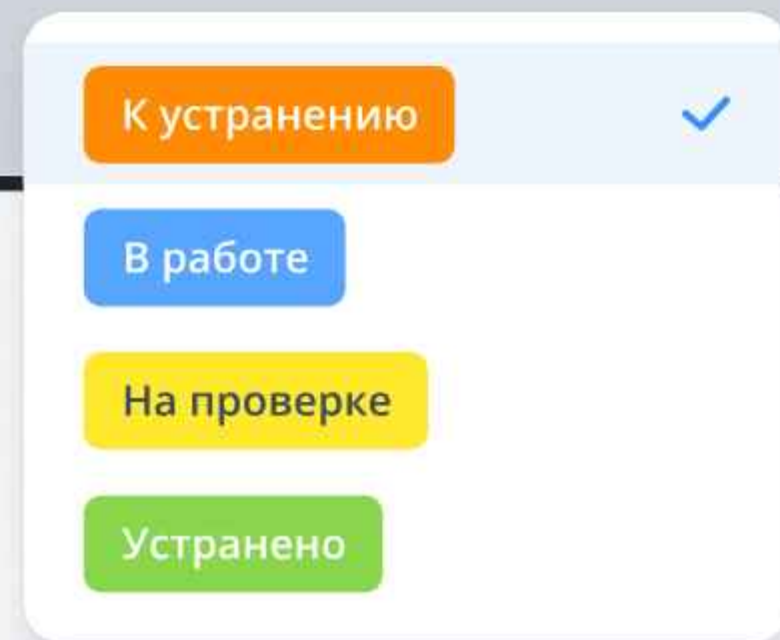 К устранению
В работе
На проверке
Устранено